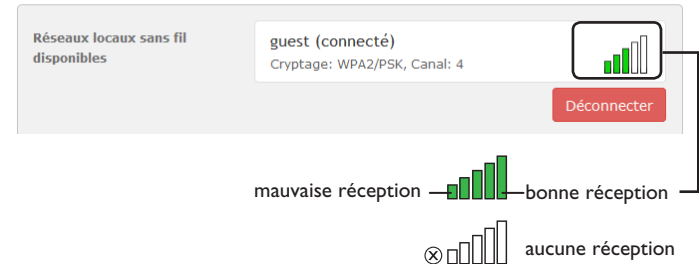 Réseaux locaux sans fil
disponibles
guest (connecté)
Cryptage: WPA2/PSK, Canal: 4
Déconnecter
mauvaise réception
bonne réception
aucune réception